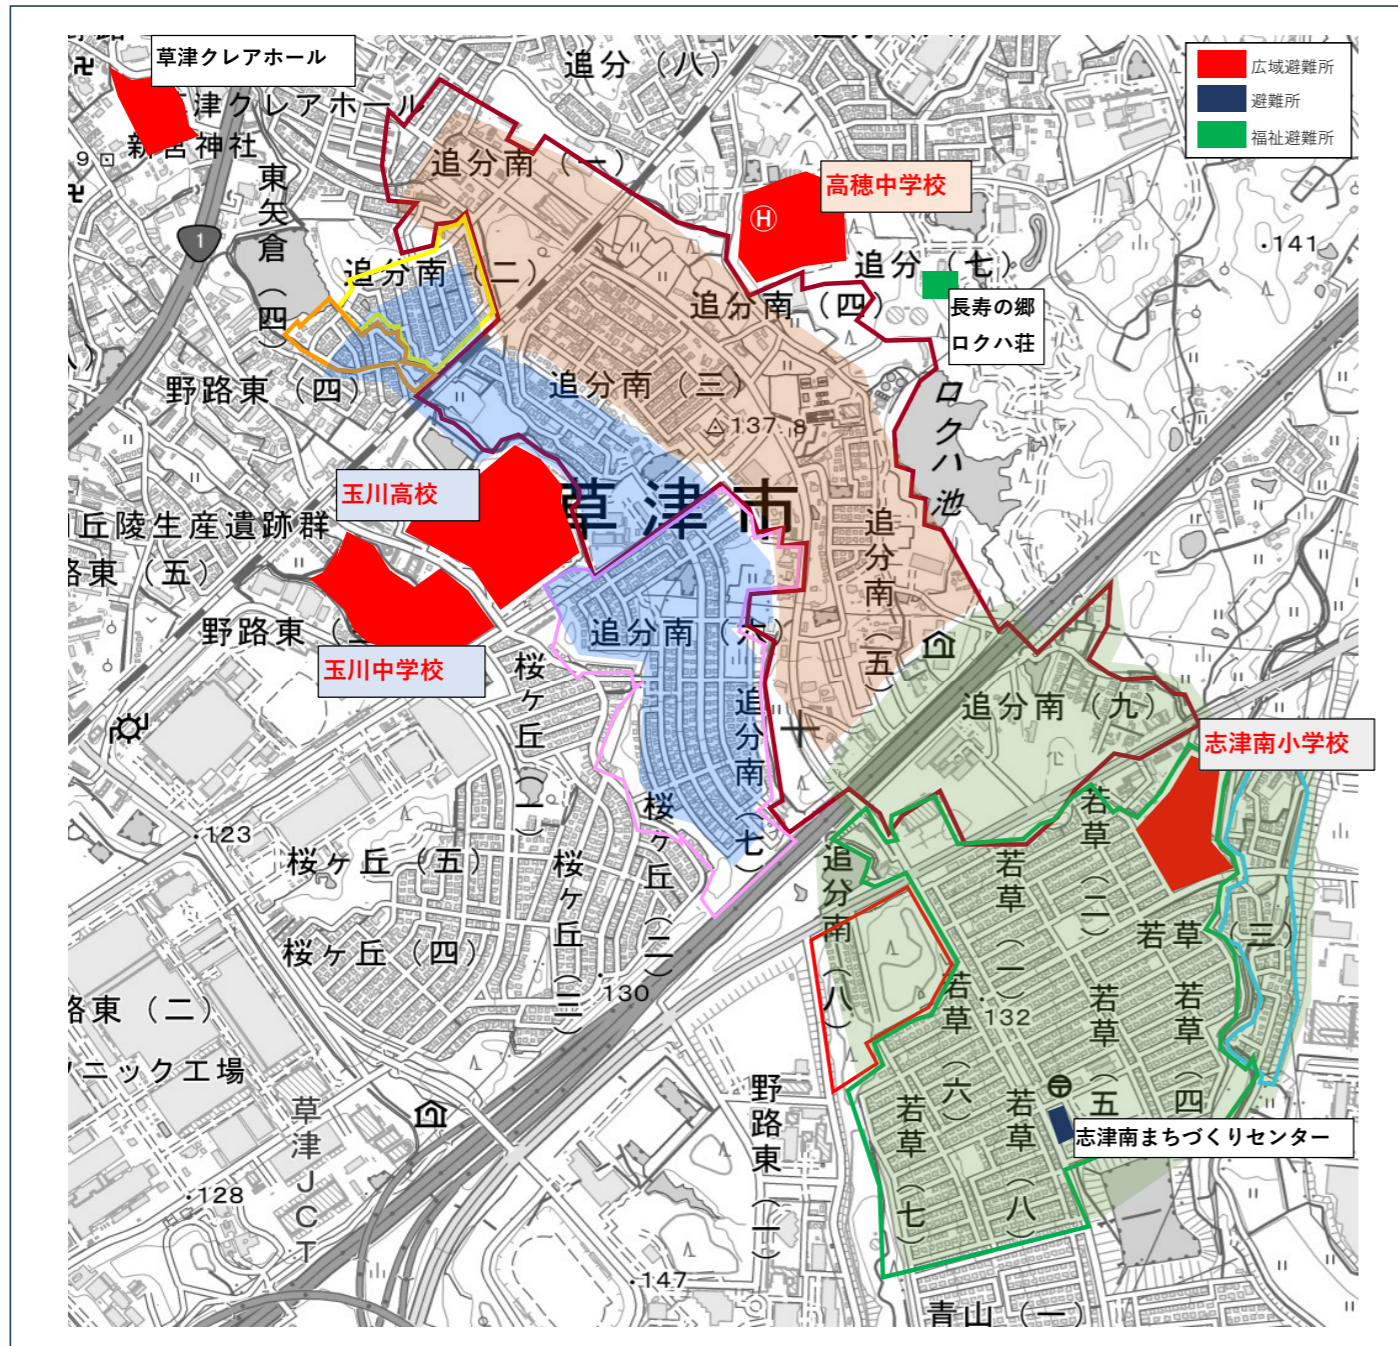 追分（八）
草津クレアホール
広域避難所
避難所
福祉避難所
津クレアホール
新宮神社
9
東矢倉（四）
追分南（一）
高穂中学校
H
1
追分南（二）
追分（七）
141
追分南（四）
長寿の郷
ロクハ荘
野路東（四）
追分南（三）
137.8
ロクハ池
玉川高校
草津市
丘陵生産遺跡群
路東（五）
追分南（五）
野路東（三）
追分南（六）
玉川中学校
桜ケ丘（一）
追分南（七）
追分南（九）
志津南小学校
123
桜ケ丘（五）
桜ケ丘（三）
桜ケ丘（二）
追分南（八）
若草（一）
若草（二）
若草（三）
桜ケ丘（四）
130
若草（六）
132
若草（五）
若草（四）
路東（二）
ソニック工場
草津JCT
野路東（一）
若草（七）
若草（八）
志津南まちづくりセンター
128
147
青山（一）